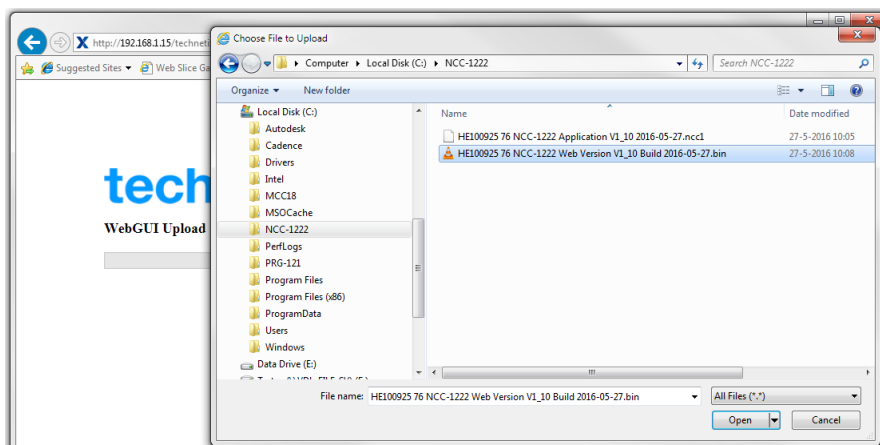 http://192.168.1.15/techneti
Suggested Sites
Web Slice Ga
tech
WebGUI Upload
Choose File to Upload
Computer
Local Disk (C:)
NCC-1222
Search NCC-1222
Organize
New folder
Name
Date modified
Local Disk (C:)
Autodesk
Cadence
Drivers
Intel
MCC18
MSOCache
NCC-1222
PerfLogs
PRG-121
Program Files
Program Files (x86)
ProgramData
Users
Windows
Data Drive (E:)
HE100925 76 NCC-1222 Application V1_10 2016-05-27.ncc1 27-5-2016 10:05
HE100925 76 NCC-1222 Web Version V1_10 Build 2016-05-27.bin 27-5-2016 10:08
File name: HE100925 76 NCC-1222 Web Version V1_10 Build 2016-05-27.bin
All Files (*.*)
Open
Cancel